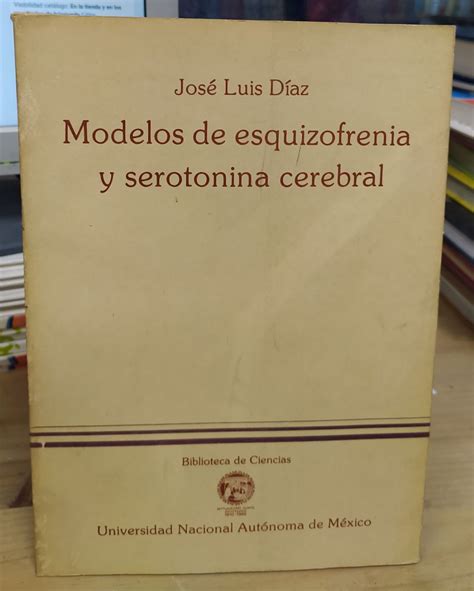 José Luis Díaz
Modelos de esquizofrenia
y serotonina cerebral
Biblioteca de Ciencias
Universidad Nacional Autónoma de México